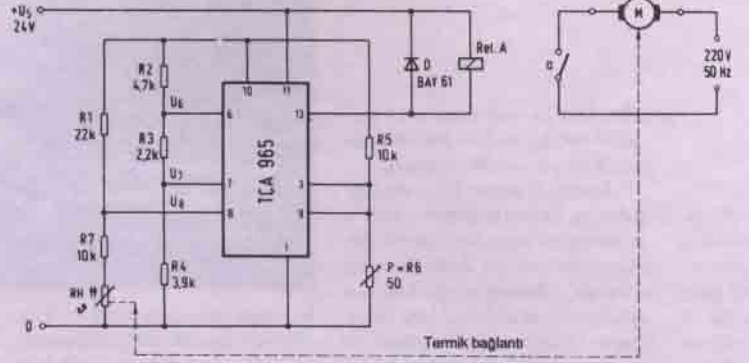 +U5
24V
R2
4,7k
U6
R1
22k
R3
2,2k
U7
U8
R7
10k
R4
3,9k
0
10
11
6
13
7
3
8
9
1
TCA 965
D
BAY 61
Rel. A
R5
10k
P = R6
50
Termik bağlantı
a
M
220V
50 Hz